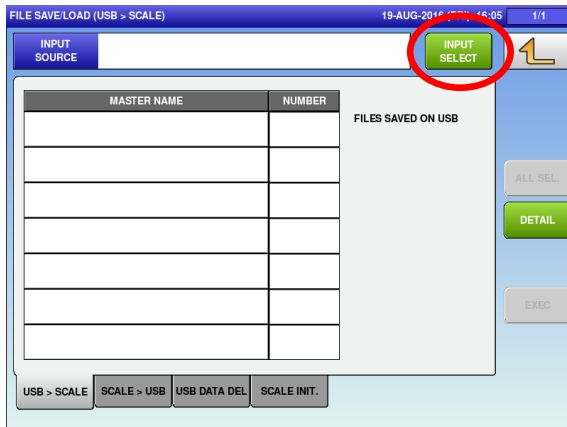 FILE SAVE/LOAD (USB > SCALE) 19-AUG-2016 (FRI) 16:05 1/1
INPUT SOURCE
INPUT SELECT
MASTER NAME NUMBER
FILES SAVED ON USB
ALL SEL.
DETAIL
EXEC
USB > SCALE SCALE > USB USB DATA DEL SCALE INIT.